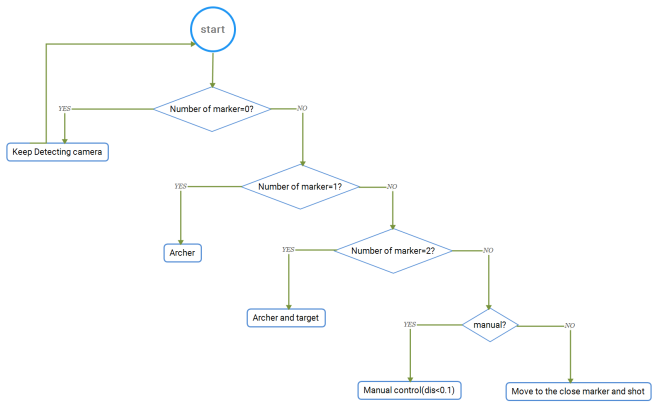 start
Number of marker=0?
YES
NO
Keep Detecting camera
Number of marker=1?
YES
NO
Archer
Number of marker=2?
YES
NO
Archer and target
manual?
YES
NO
Manual control(dis<0.1)
Move to the close marker and shot